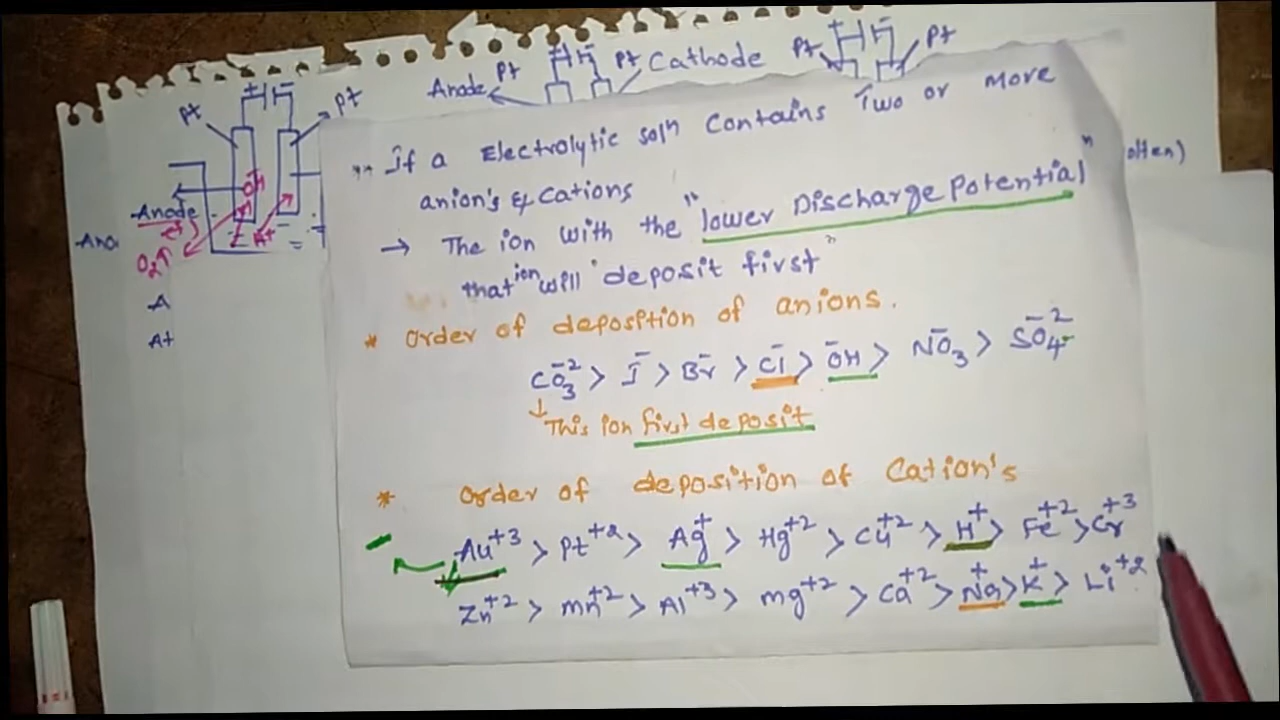 Pt Pt Anode Pt Pt Cathode Pt Pt
+ -
Anode
OH
O2↑
A
At
,, If a Electrolytic solⁿ Contains Two or more
anion's & Cations
→ The ion with the "lower Discharge Potential"
that ion will "deposit first"
* Order of deposition of anions.
CO₃⁻² > I⁻ > Br⁻ > Cl⁻ > ⁻OH > NO₃⁻ > SO₄⁻²
↓ This ion first deposit
* Order of deposition of Cation's
Au⁺³ > Pt⁺² > Ag⁺ > Hg⁺² > Cu⁺² > H⁺ > Fe⁺² > Cr⁺³
Zn⁺² > mn⁺² > Al⁺³ > mg⁺² > Ca⁺² > Na⁺ > K⁺ > Li⁺²